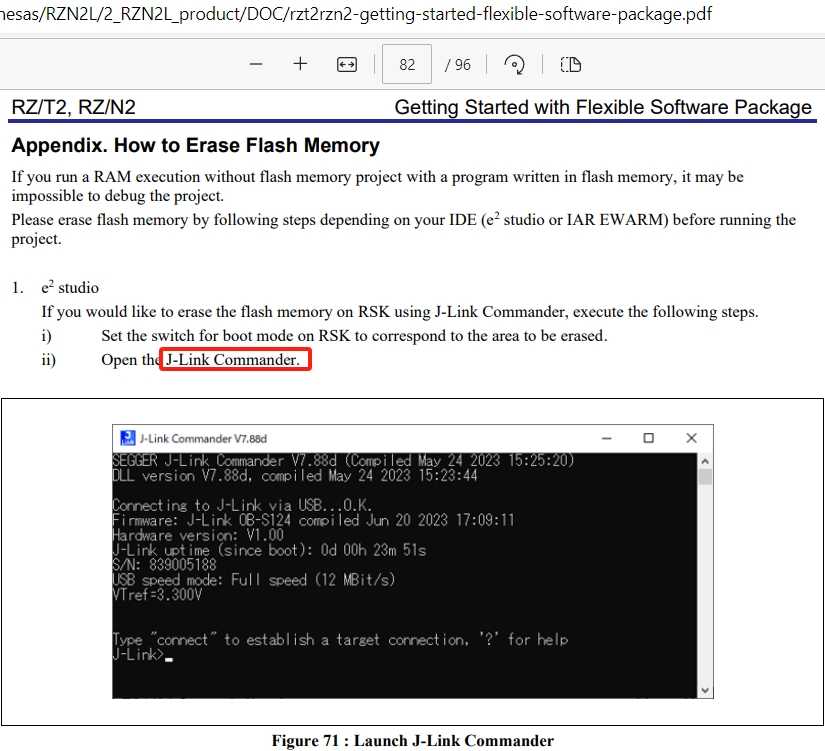 nesas/RZN2L/2_RZN2L_product/DOC/rzt2rzn2-getting-started-flexible-software-package.pdf
82 / 96
RZ/T2, RZ/N2 Getting Started with Flexible Software Package
Appendix. How to Erase Flash Memory
If you run a RAM execution without flash memory project with a program written in flash memory, it may be
impossible to debug the project.
Please erase flash memory by following steps depending on your IDE (e² studio or IAR EWARM) before running the
project.
1. e² studio
If you would like to erase the flash memory on RSK using J-Link Commander, execute the following steps.
i) Set the switch for boot mode on RSK to correspond to the area to be erased.
ii) Open the J-Link Commander.
J-Link Commander V7.88d
SEGGER J-Link Commander V7.88d (Compiled May 24 2023 15:25:20)
DLL version V7.88d, compiled May 24 2023 15:23:44
Connecting to J-Link via USB...O.K.
Firmware: J-Link OB-S124 compiled Jun 20 2023 17:09:11
Hardware version: V1.00
J-Link uptime (since boot): 0d 00h 23m 51s
S/N: 839005188
USB speed mode: Full speed (12 MBit/s)
VTref=3.300V
Type "connect" to establish a target connection, '?' for help
J-Link>_
Figure 71 : Launch J-Link Commander